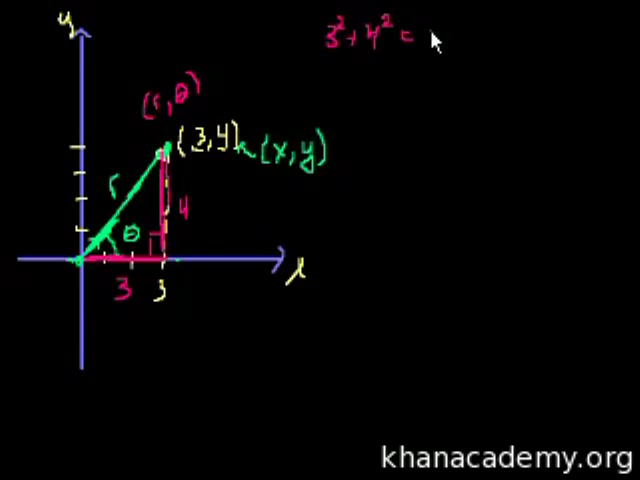 y
3² + 4² =
(r, θ)
(3, 4) (x, y)
r
4
θ
3
3
x
khanacademy.org